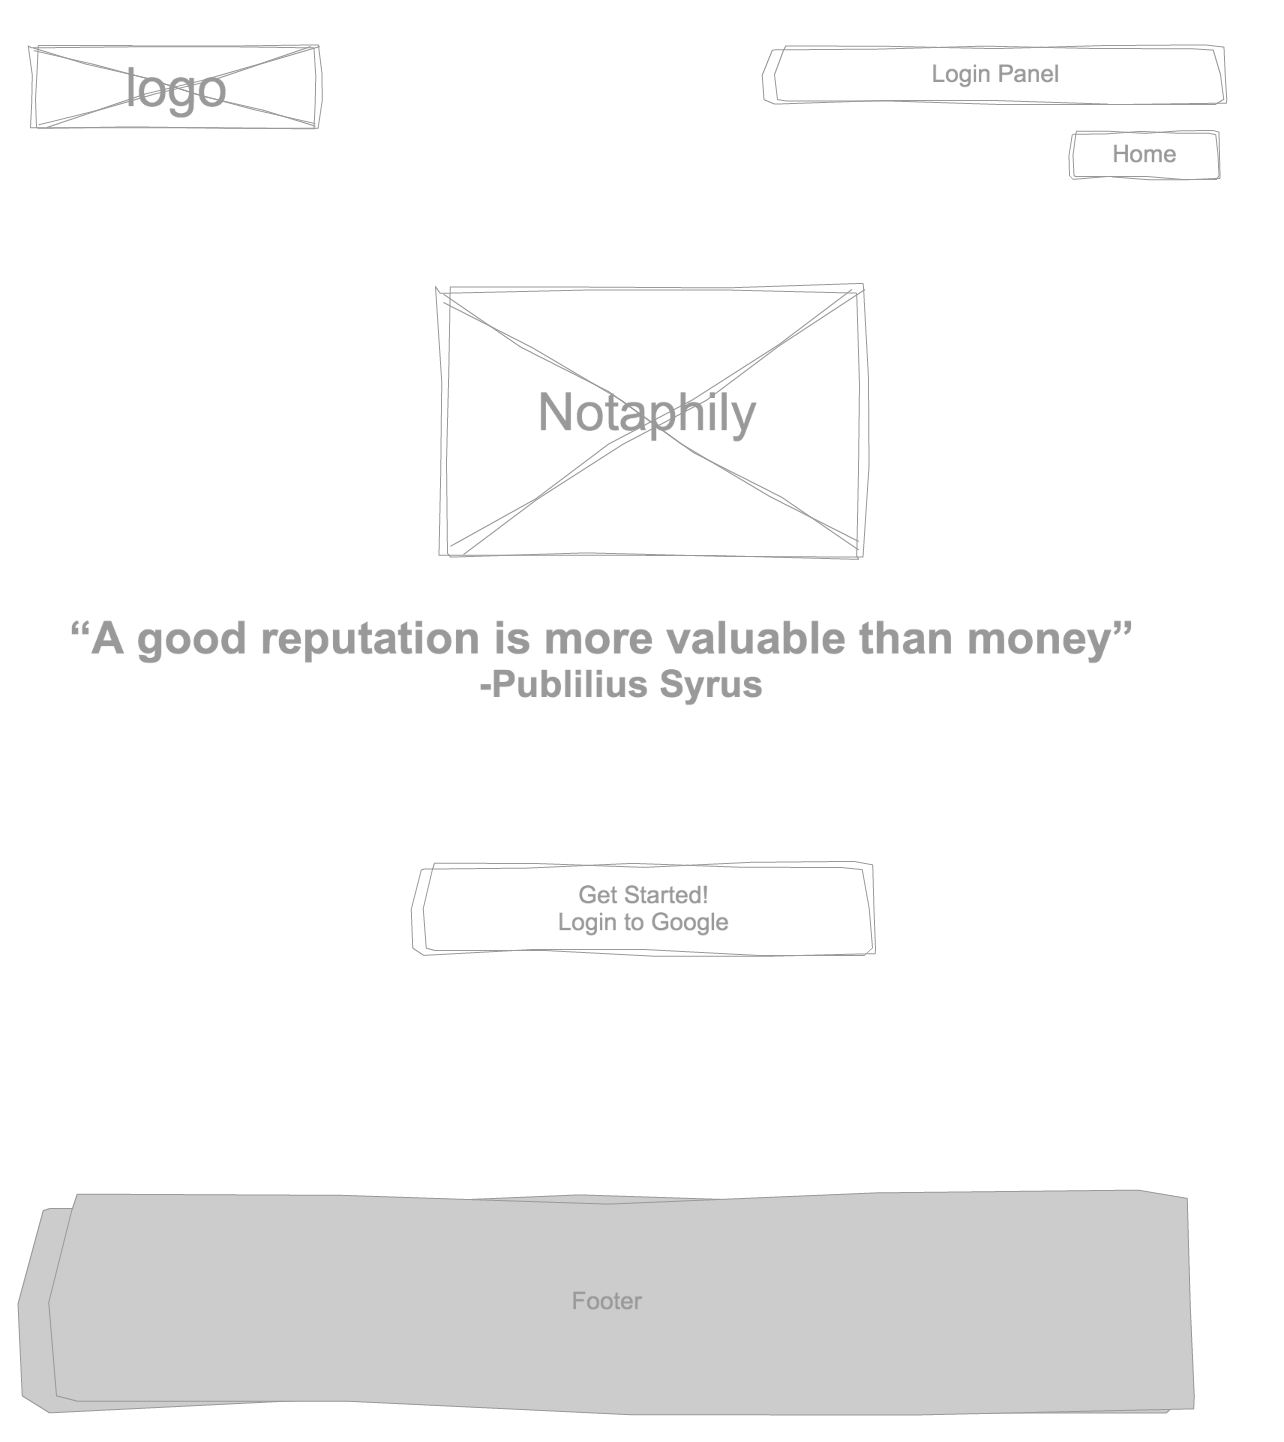 logo
Login Panel
Home
Notaphily
“A good reputation is more valuable than money”
-Publilius Syrus
Get Started!
Login to Google
Footer